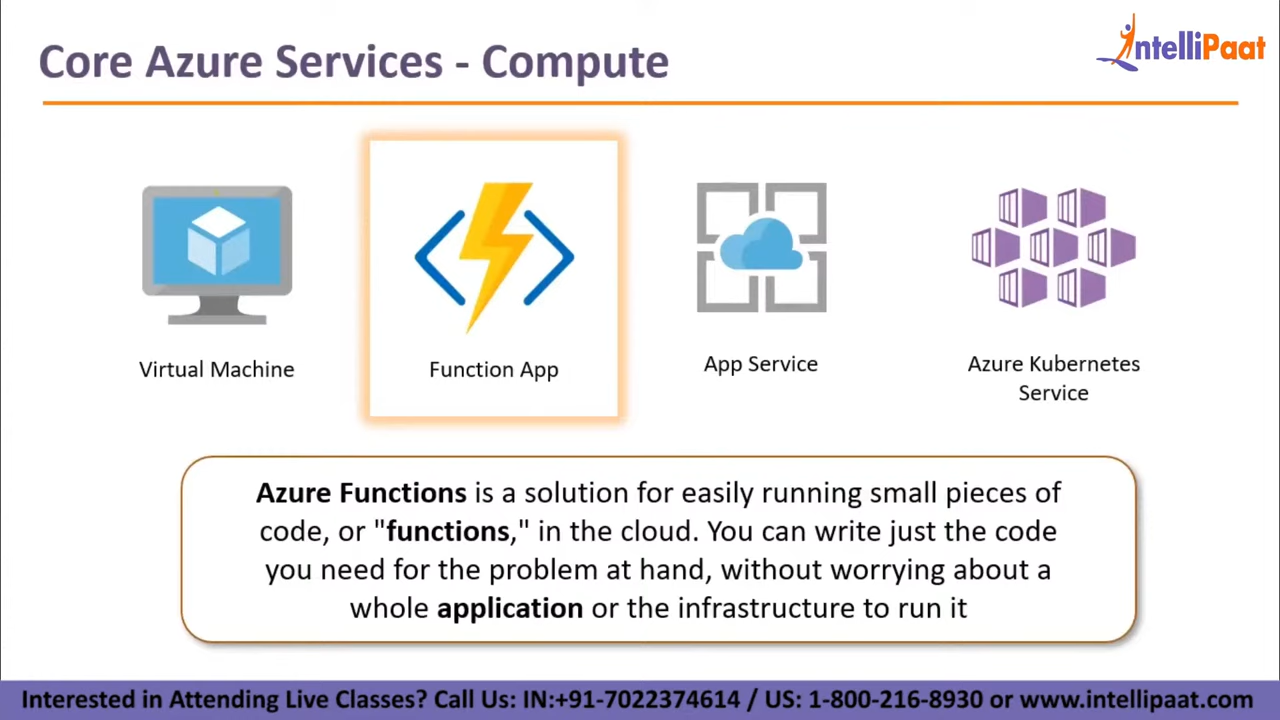 Core Azure Services - Compute
IntelliPaat
Virtual Machine
Function App
App Service
Azure Kubernetes
Service
Azure Functions is a solution for easily running small pieces of
code, or "functions," in the cloud. You can write just the code
you need for the problem at hand, without worrying about a
whole application or the infrastructure to run it
Interested in Attending Live Classes? Call Us: IN:+91-7022374614 / US: 1-800-216-8930 or www.intellipaat.com